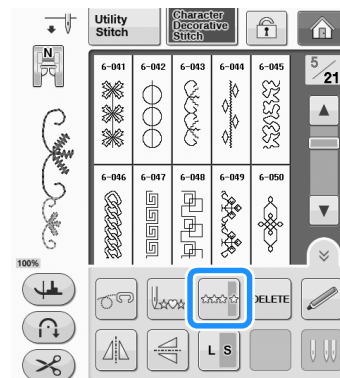 Utility
Stitch
Character
Decorative
Stitch
N
6-041 6-042 6-043 6-044 6-045
5/21
6-046 6-047 6-048 6-049 6-050
100%
DELETE
L S